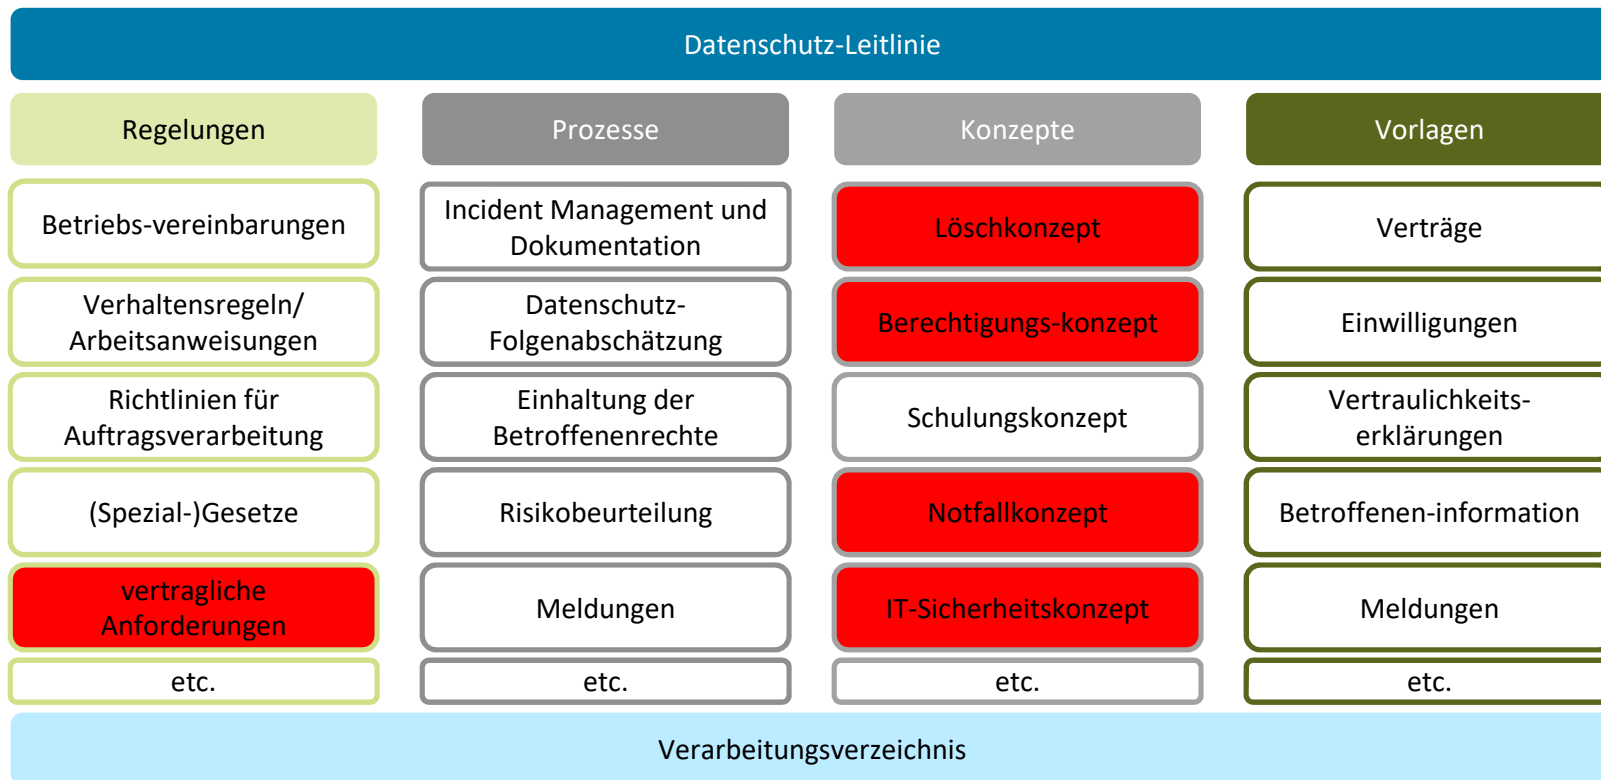 Datenschutz-Leitlinie
Regelungen
Betriebs-vereinbarungen
Verhaltensregeln/
Arbeitsanweisungen
Richtlinien für
Auftragsverarbeitung
(Spezial-)Gesetze
vertragliche
Anforderungen
etc.
Prozesse
Incident Management und
Dokumentation
Datenschutz-
Folgenabschätzung
Einhaltung der
Betroffenenrechte
Risikobeurteilung
Meldungen
etc.
Konzepte
Löschkonzept
Berechtigungs-konzept
Schulungskonzept
Notfallkonzept
IT-Sicherheitskonzept
etc.
Vorlagen
Verträge
Einwilligungen
Vertraulichkeits-
erklärungen
Betroffenen-information
Meldungen
etc.
Verarbeitungsverzeichnis